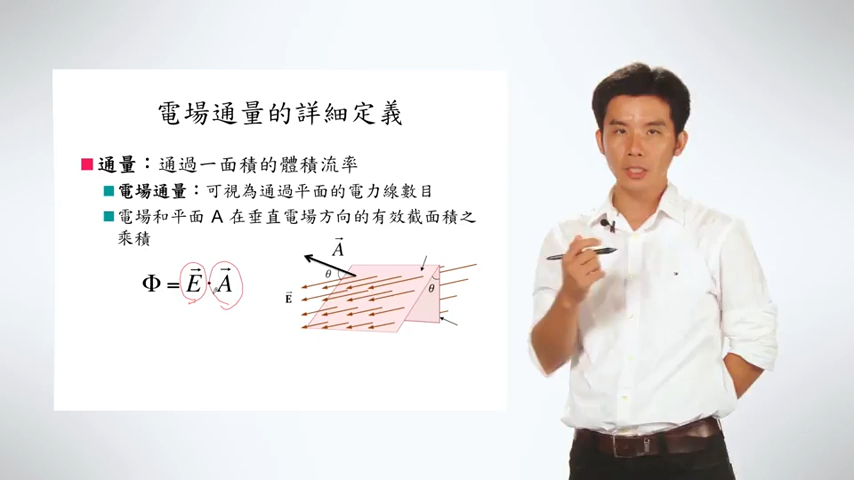 電場通量的詳細定義
通量：通過一面積的體積流率
電場通量：可視為通過平面的電力線數目
電場和平面 A 在垂直電場方向的有效截面積之
乘積
Φ = E⃗ · A⃗
A⃗
θ
θ
E⃗